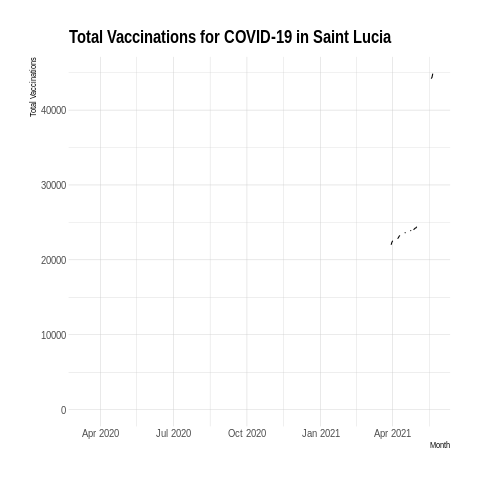 Total Vaccinations for COVID-19 in Saint Lucia
Total Vaccinations
40000
30000
20000
10000
0
Apr 2020 Jul 2020 Oct 2020 Jan 2021 Apr 2021
Month